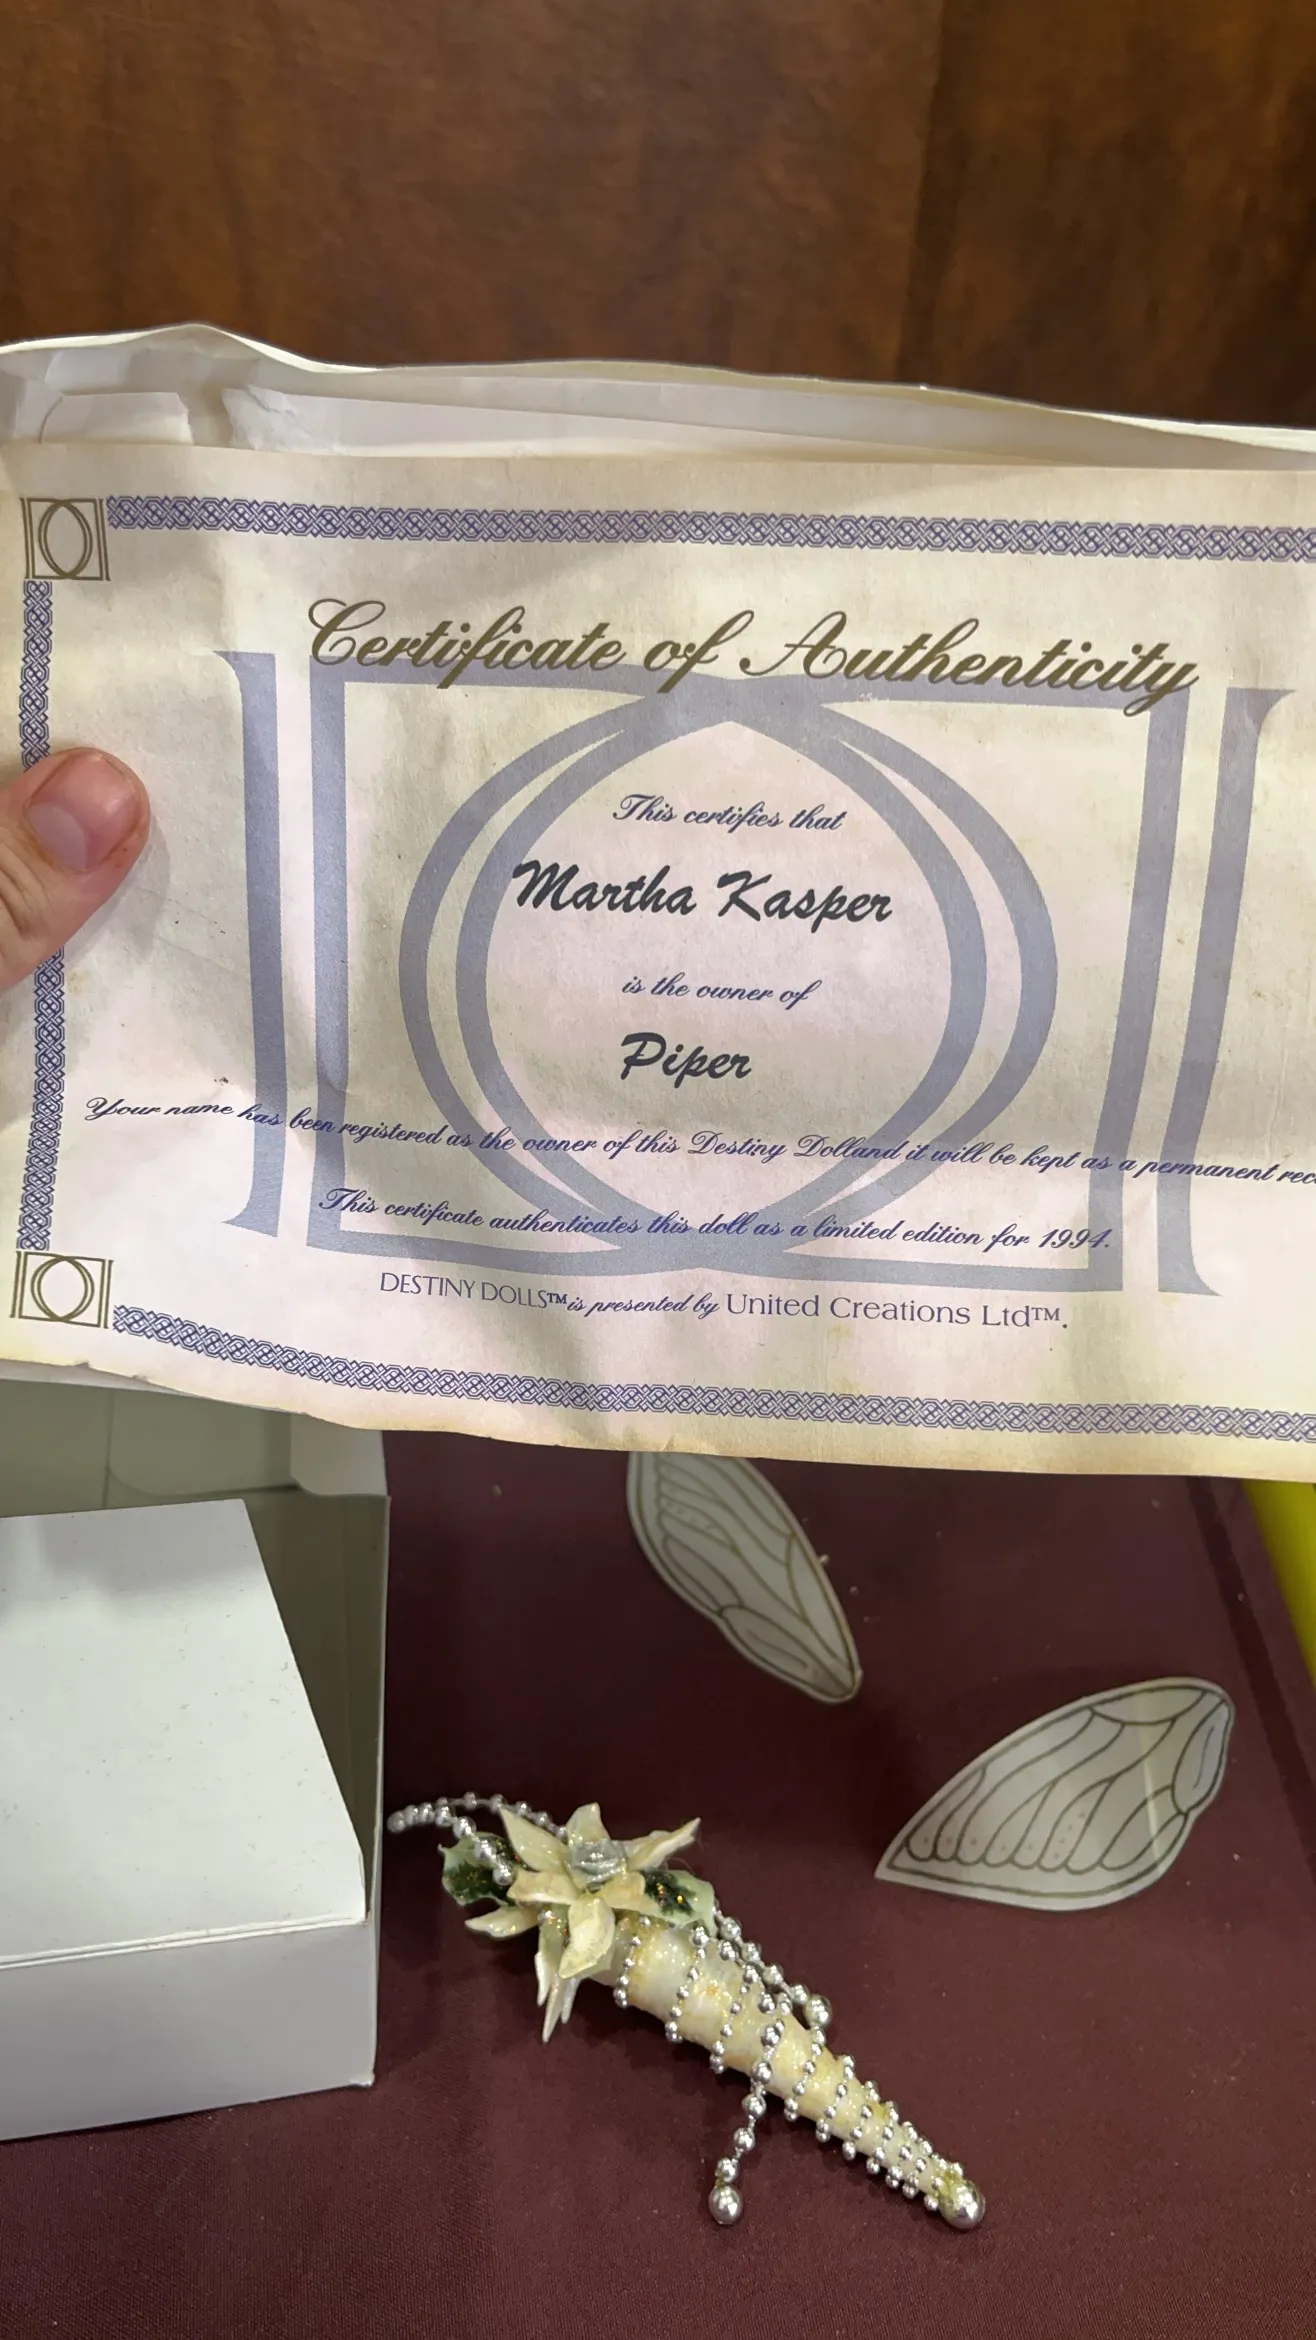 Certificate of Authenticity
This certifies that
Martha Kasper
is the owner of
Piper
Your name has been registered as the owner of this Destiny Dolland it will be kept as a permanent
This certificate authenticates this doll as a limited edition for 1994.
DESTINY DOLLS™ is presented by United Creations Ltd™.